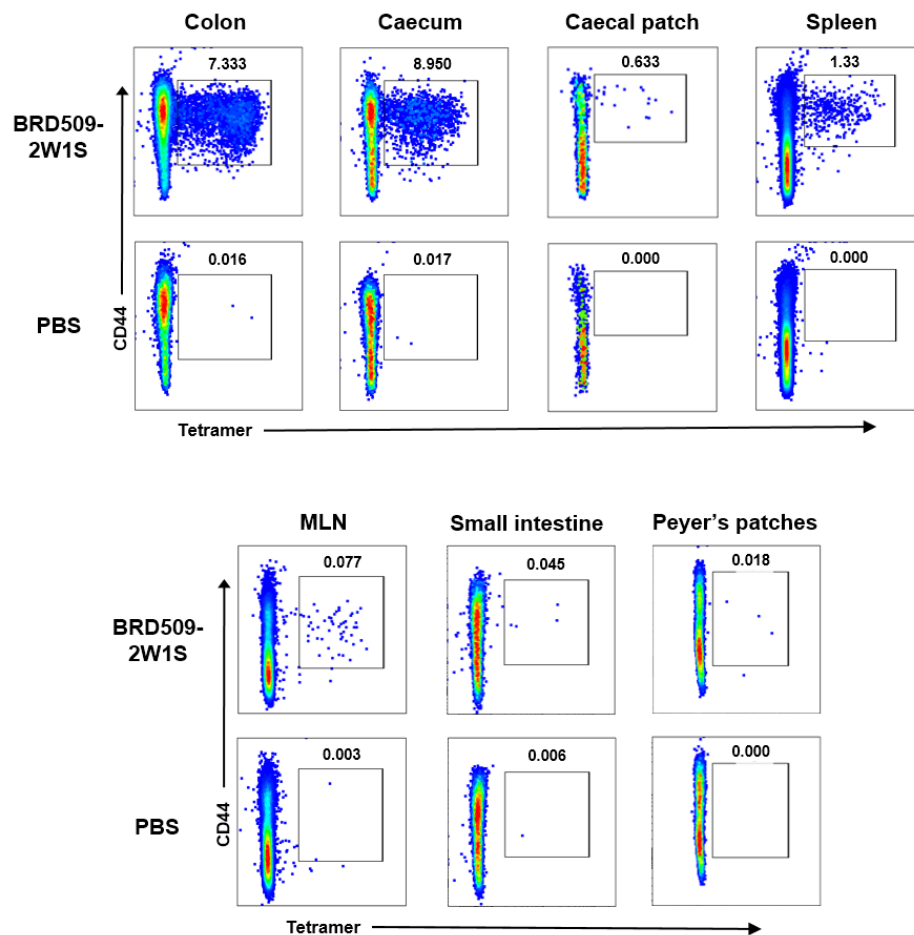 Colon Caecum Caecal patch Spleen
7.333 8.950 0.633 1.33
BRD509-
2W1S
0.016 0.017 0.000 0.000
PBS
CD44
Tetramer
MLN Small intestine Peyer's patches
0.077 0.045 0.018
BRD509-
2W1S
0.003 0.006 0.000
PBS
CD44
Tetramer